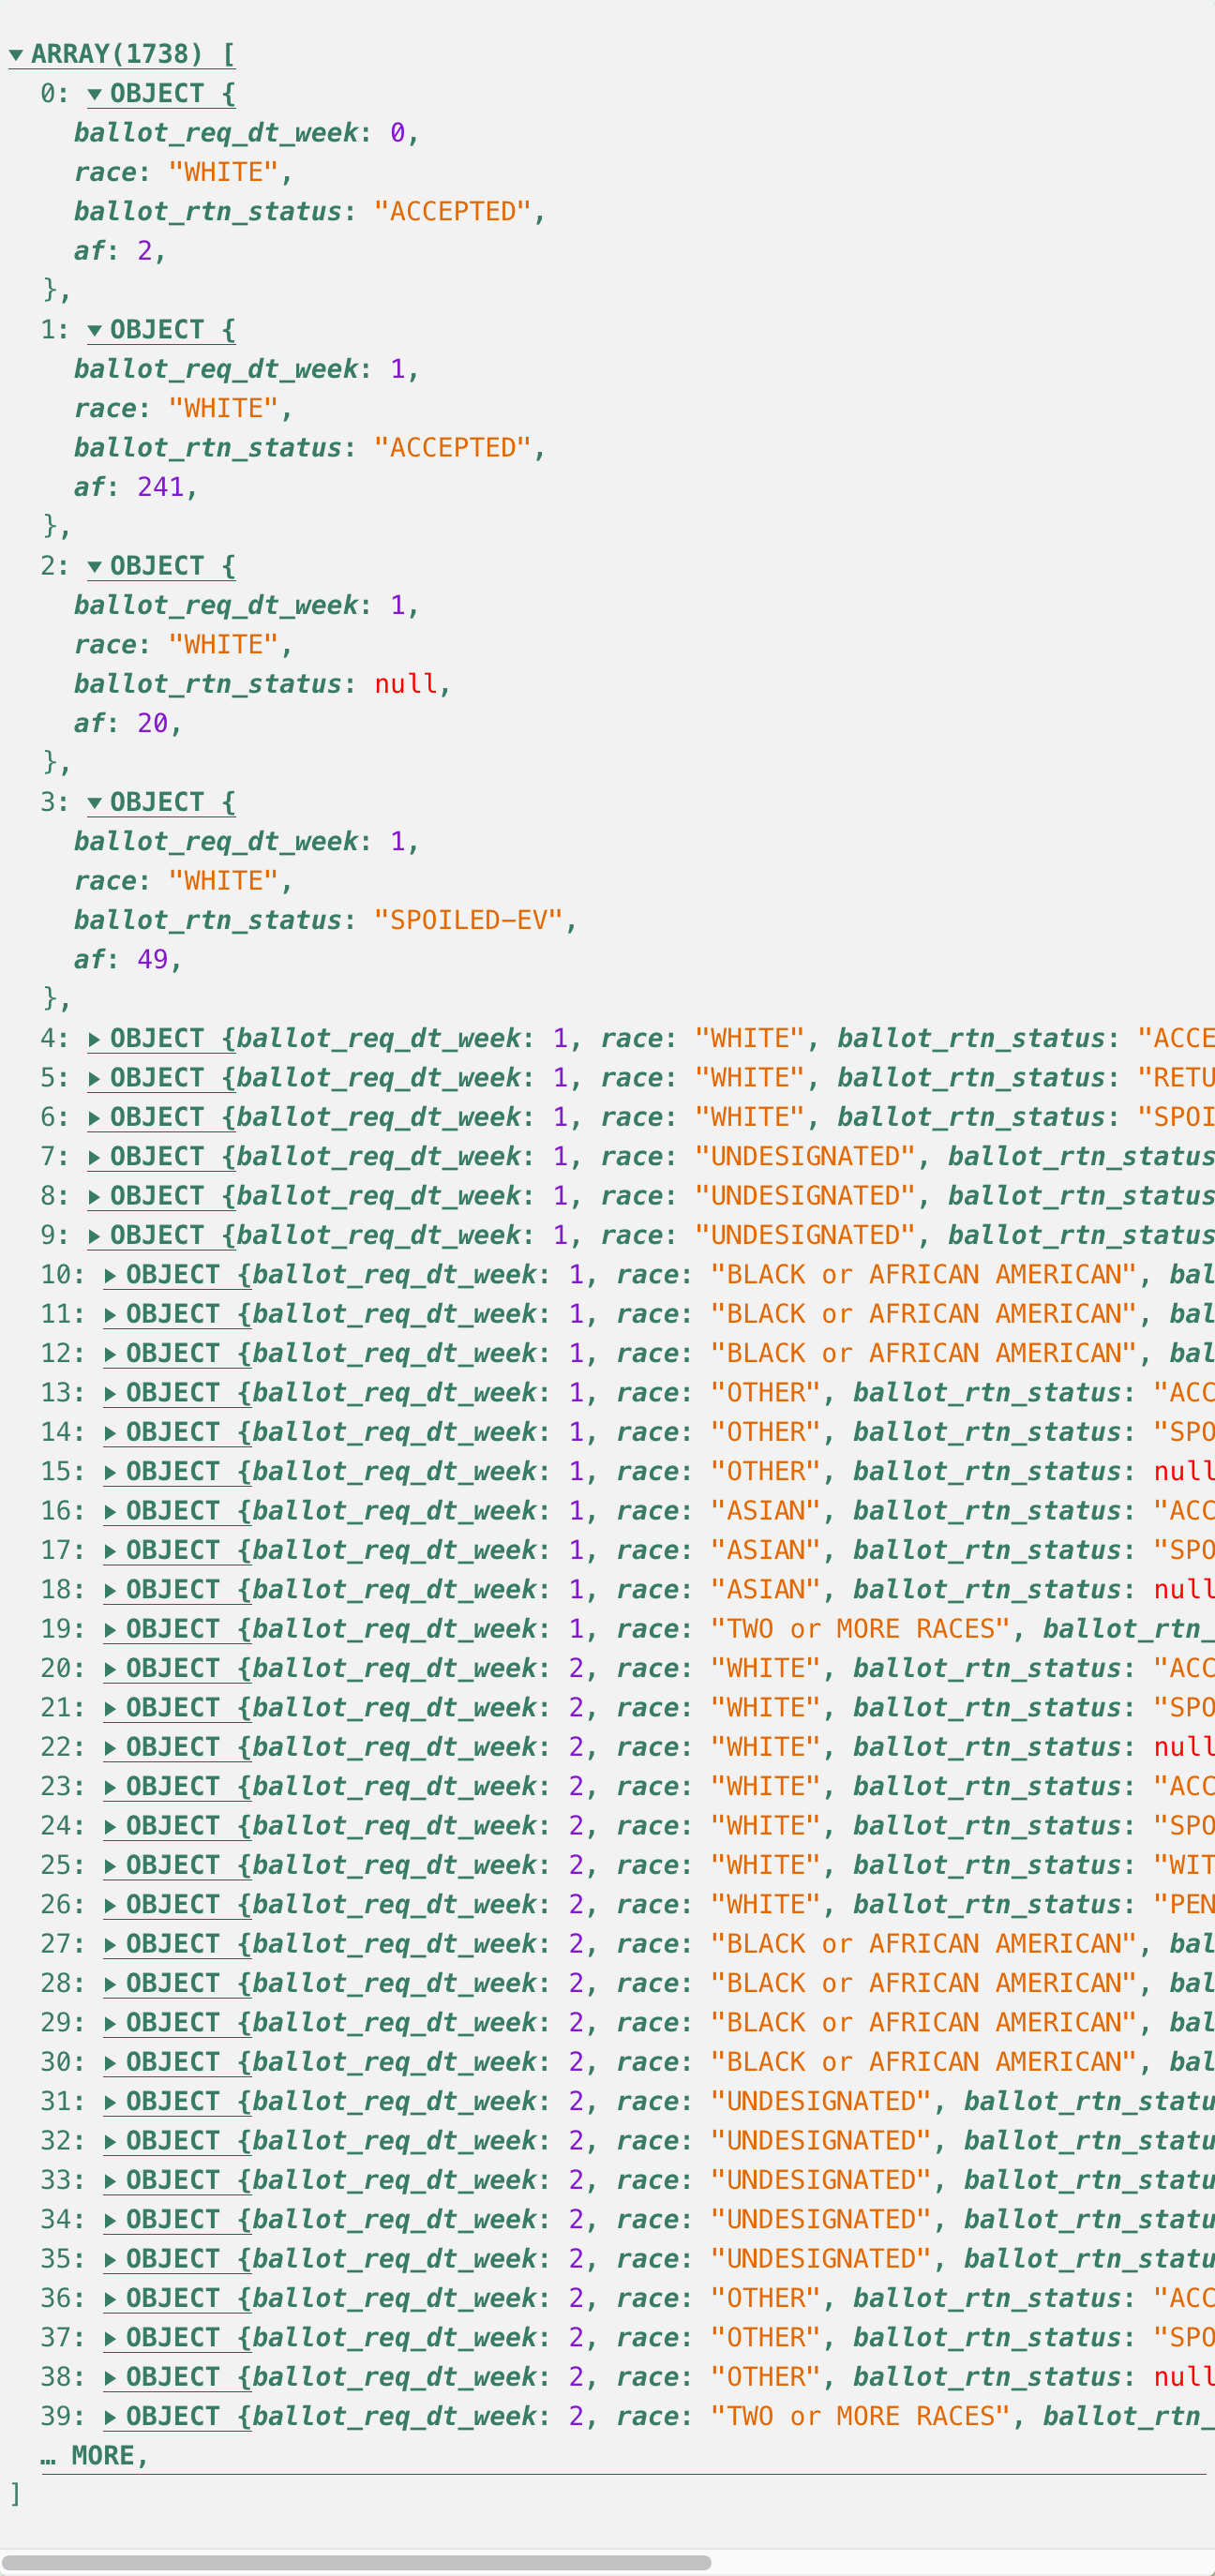 ▼ARRAY(1738) [
0: ▼OBJECT {
ballot_req_dt_week: 0,
race: "WHITE",
ballot_rtn_status: "ACCEPTED",
af: 2,
},
1: ▼OBJECT {
ballot_req_dt_week: 1,
race: "WHITE",
ballot_rtn_status: "ACCEPTED",
af: 241,
},
2: ▼OBJECT {
ballot_req_dt_week: 1,
race: "WHITE",
ballot_rtn_status: null,
af: 20,
},
3: ▼OBJECT {
ballot_req_dt_week: 1,
race: "WHITE",
ballot_rtn_status: "SPOILED-EV",
af: 49,
},
4: ▶OBJECT {ballot_req_dt_week: 1, race: "WHITE", ballot_rtn_status: "ACCE
5: ▶OBJECT {ballot_req_dt_week: 1, race: "WHITE", ballot_rtn_status: "RETU
6: ▶OBJECT {ballot_req_dt_week: 1, race: "WHITE", ballot_rtn_status: "SPOI
7: ▶OBJECT {ballot_req_dt_week: 1, race: "UNDESIGNATED", ballot_rtn_status
8: ▶OBJECT {ballot_req_dt_week: 1, race: "UNDESIGNATED", ballot_rtn_status
9: ▶OBJECT {ballot_req_dt_week: 1, race: "UNDESIGNATED", ballot_rtn_status
10: ▶OBJECT {ballot_req_dt_week: 1, race: "BLACK or AFRICAN AMERICAN", bal
11: ▶OBJECT {ballot_req_dt_week: 1, race: "BLACK or AFRICAN AMERICAN", bal
12: ▶OBJECT {ballot_req_dt_week: 1, race: "BLACK or AFRICAN AMERICAN", bal
13: ▶OBJECT {ballot_req_dt_week: 1, race: "OTHER", ballot_rtn_status: "ACC
14: ▶OBJECT {ballot_req_dt_week: 1, race: "OTHER", ballot_rtn_status: "SPO
15: ▶OBJECT {ballot_req_dt_week: 1, race: "OTHER", ballot_rtn_status: null
16: ▶OBJECT {ballot_req_dt_week: 1, race: "ASIAN", ballot_rtn_status: "ACC
17: ▶OBJECT {ballot_req_dt_week: 1, race: "ASIAN", ballot_rtn_status: "SPO
18: ▶OBJECT {ballot_req_dt_week: 1, race: "ASIAN", ballot_rtn_status: null
19: ▶OBJECT {ballot_req_dt_week: 1, race: "TWO or MORE RACES", ballot_rtn_
20: ▶OBJECT {ballot_req_dt_week: 2, race: "WHITE", ballot_rtn_status: "ACC
21: ▶OBJECT {ballot_req_dt_week: 2, race: "WHITE", ballot_rtn_status: "SPO
22: ▶OBJECT {ballot_req_dt_week: 2, race: "WHITE", ballot_rtn_status: null
23: ▶OBJECT {ballot_req_dt_week: 2, race: "WHITE", ballot_rtn_status: "ACC
24: ▶OBJECT {ballot_req_dt_week: 2, race: "WHITE", ballot_rtn_status: "SPO
25: ▶OBJECT {ballot_req_dt_week: 2, race: "WHITE", ballot_rtn_status: "WIT
26: ▶OBJECT {ballot_req_dt_week: 2, race: "WHITE", ballot_rtn_status: "PEN
27: ▶OBJECT {ballot_req_dt_week: 2, race: "BLACK or AFRICAN AMERICAN", bal
28: ▶OBJECT {ballot_req_dt_week: 2, race: "BLACK or AFRICAN AMERICAN", bal
29: ▶OBJECT {ballot_req_dt_week: 2, race: "BLACK or AFRICAN AMERICAN", bal
30: ▶OBJECT {ballot_req_dt_week: 2, race: "BLACK or AFRICAN AMERICAN", bal
31: ▶OBJECT {ballot_req_dt_week: 2, race: "UNDESIGNATED", ballot_rtn_statu
32: ▶OBJECT {ballot_req_dt_week: 2, race: "UNDESIGNATED", ballot_rtn_statu
33: ▶OBJECT {ballot_req_dt_week: 2, race: "UNDESIGNATED", ballot_rtn_statu
34: ▶OBJECT {ballot_req_dt_week: 2, race: "UNDESIGNATED", ballot_rtn_statu
35: ▶OBJECT {ballot_req_dt_week: 2, race: "UNDESIGNATED", ballot_rtn_statu
36: ▶OBJECT {ballot_req_dt_week: 2, race: "OTHER", ballot_rtn_status: "ACC
37: ▶OBJECT {ballot_req_dt_week: 2, race: "OTHER", ballot_rtn_status: "SPO
38: ▶OBJECT {ballot_req_dt_week: 2, race: "OTHER", ballot_rtn_status: null
39: ▶OBJECT {ballot_req_dt_week: 2, race: "TWO or MORE RACES", ballot_rtn_
… MORE,
]